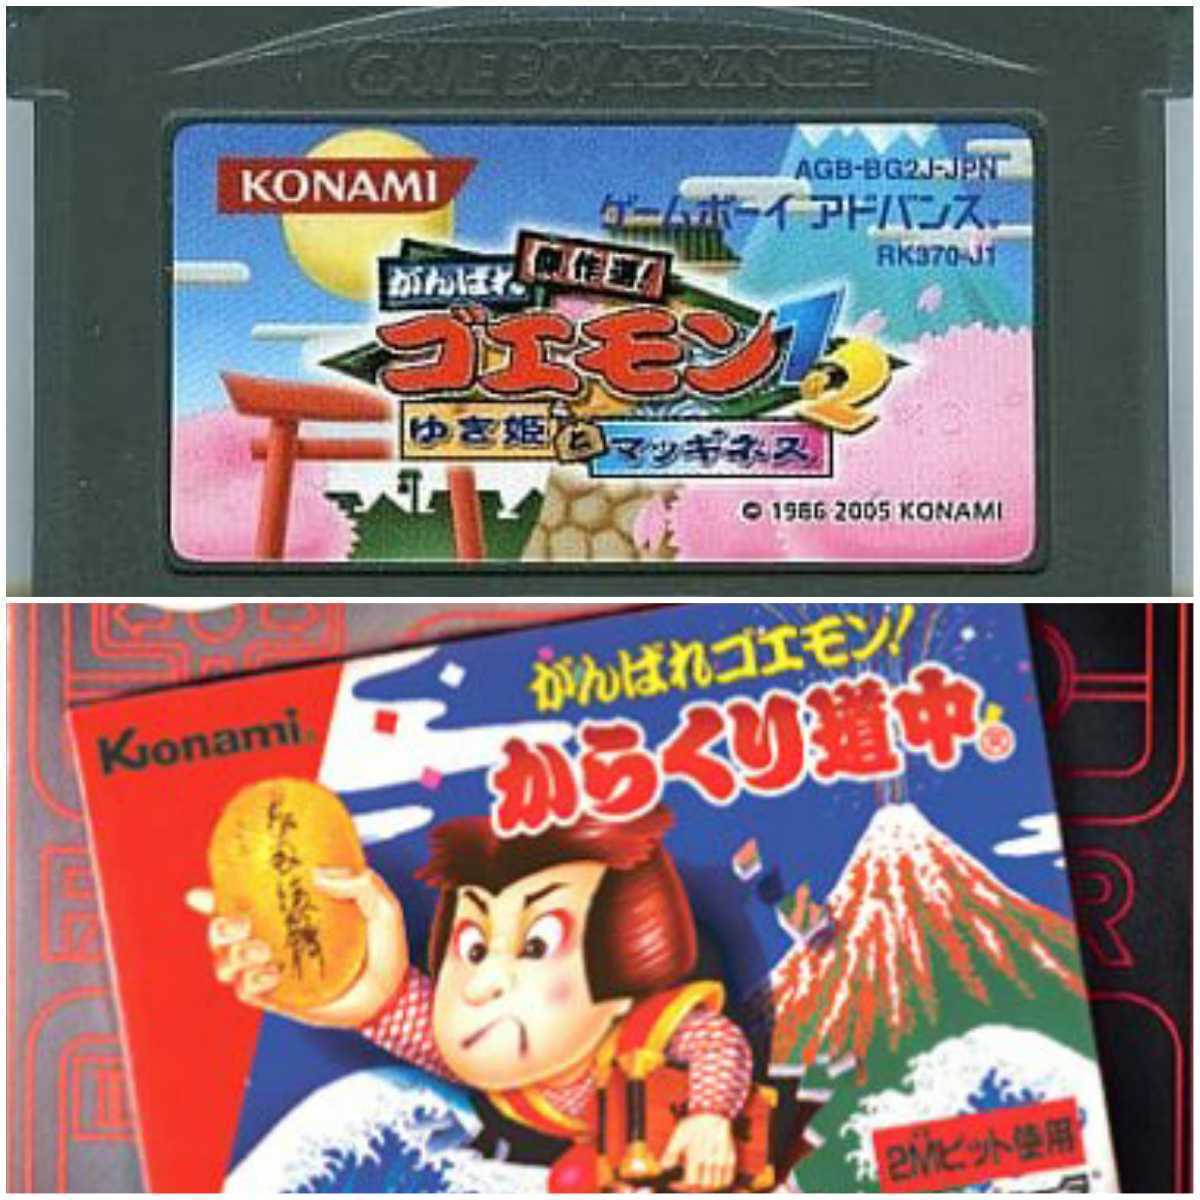 GAME BOY ADVANCE
KONAMI
AGB-BG2J-JPN
ゲームボーイ アドバンス
RK370-J1
がんばれ 傑作選!
ゴエモン1・2
ゆき姫とマッギネス
© 1986 2005 KONAMI
Konami
がんばれゴエモン!
からくり道中
2Mビット使用
R